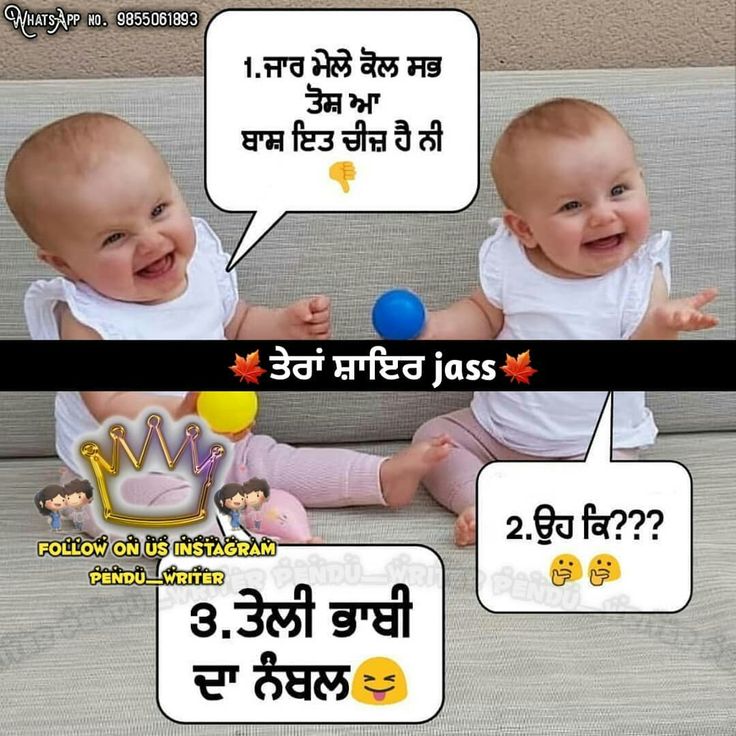 WHATSAPP NO. 9855061893
1.ਜਾਰ ਮੇਲੇ ਕੋਲ ਸਭ
ਤੋਸ਼ ਆ
ਬਾਸ਼ ਇਤ ਚੀਜ਼ ਹੈ ਨੀ
👎
🍁ਤੇਰਾਂ ਸ਼ਾਇਰ jass🍁
2.ਉਹ ਕਿ???
🤔🤔
FOLLOW ON US INSTAGRAM
PENDU_WRITER
3.ਤੇਲੀ ਭਾਬੀ
ਦਾ ਨੰਬਲ😝